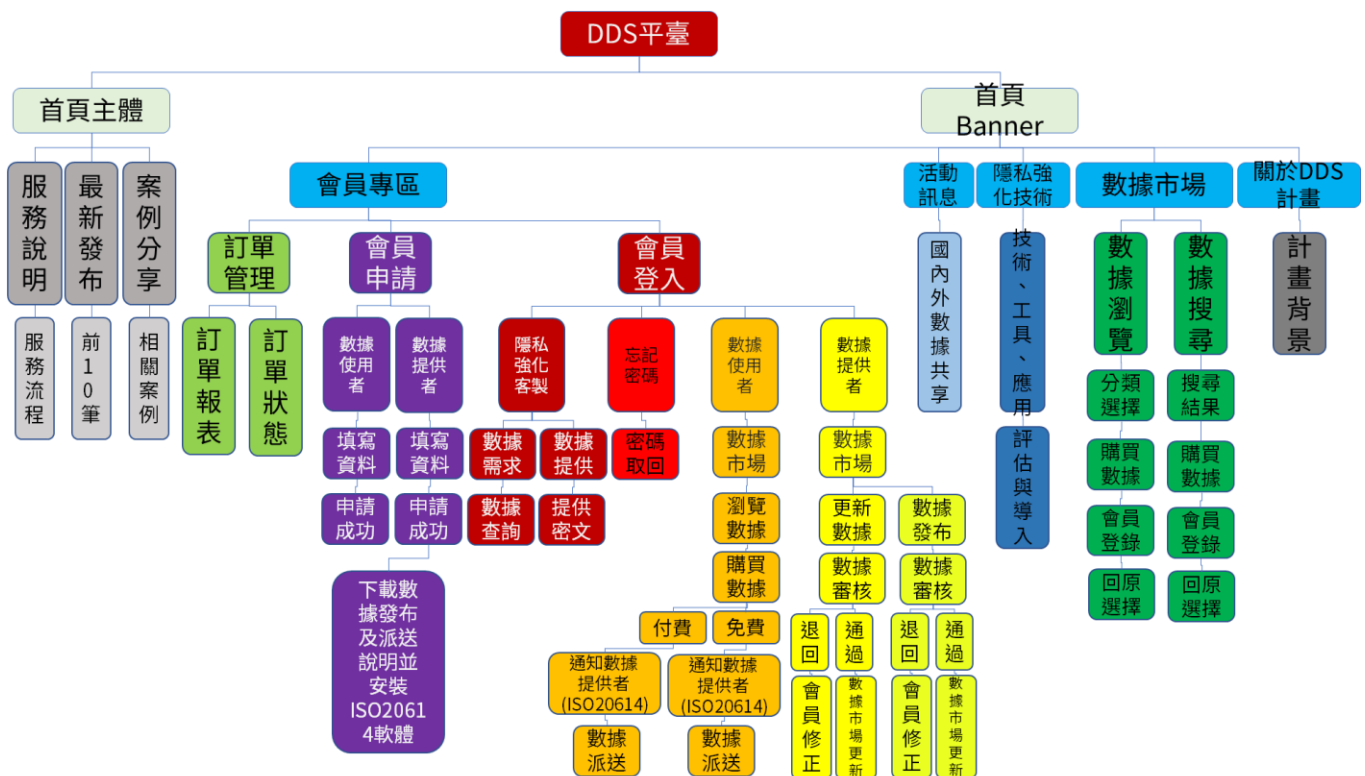 DDS平臺
首頁主體
首頁
Banner
服務說明
最新發布
案例分享
服務流程
前10筆
相關案例
會員專區
活動
訊息
隱私強
化技術
數據市場
關於DDS
計畫
訂單
管理
會員
申請
會員
登入
國內外數據共享
技術、工具、應用
評估與導入
數據瀏覽
數據搜尋
計畫背景
訂單報表
訂單狀態
數據
使用
者
數據
提供
者
隱私
強化
客製
忘記
密碼
數據
使用
者
數據
提供
者
分類
選擇
搜尋
結果
填寫
資料
填寫
資料
數據
需求
數據
提供
密碼
取回
數據
市場
數據
市場
購買
數據
購買
數據
申請
成功
申請
成功
數據
查詢
提供
密文
瀏覽
數據
更新
數據
數據
發布
會員
登錄
會員
登錄
購買
數據
數據
審核
數據
審核
回原
選擇
回原
選擇
下載數
據發布
及派送
說明並
安裝
ISO2061
4軟體
付費
免費
退回
通過
退回
通過
通知數據
提供者
(ISO20614)
通知數據
提供者
(ISO20614)
會員修正
數據市場更新
會員修正
數據市場更新
數據
派送
數據
派送